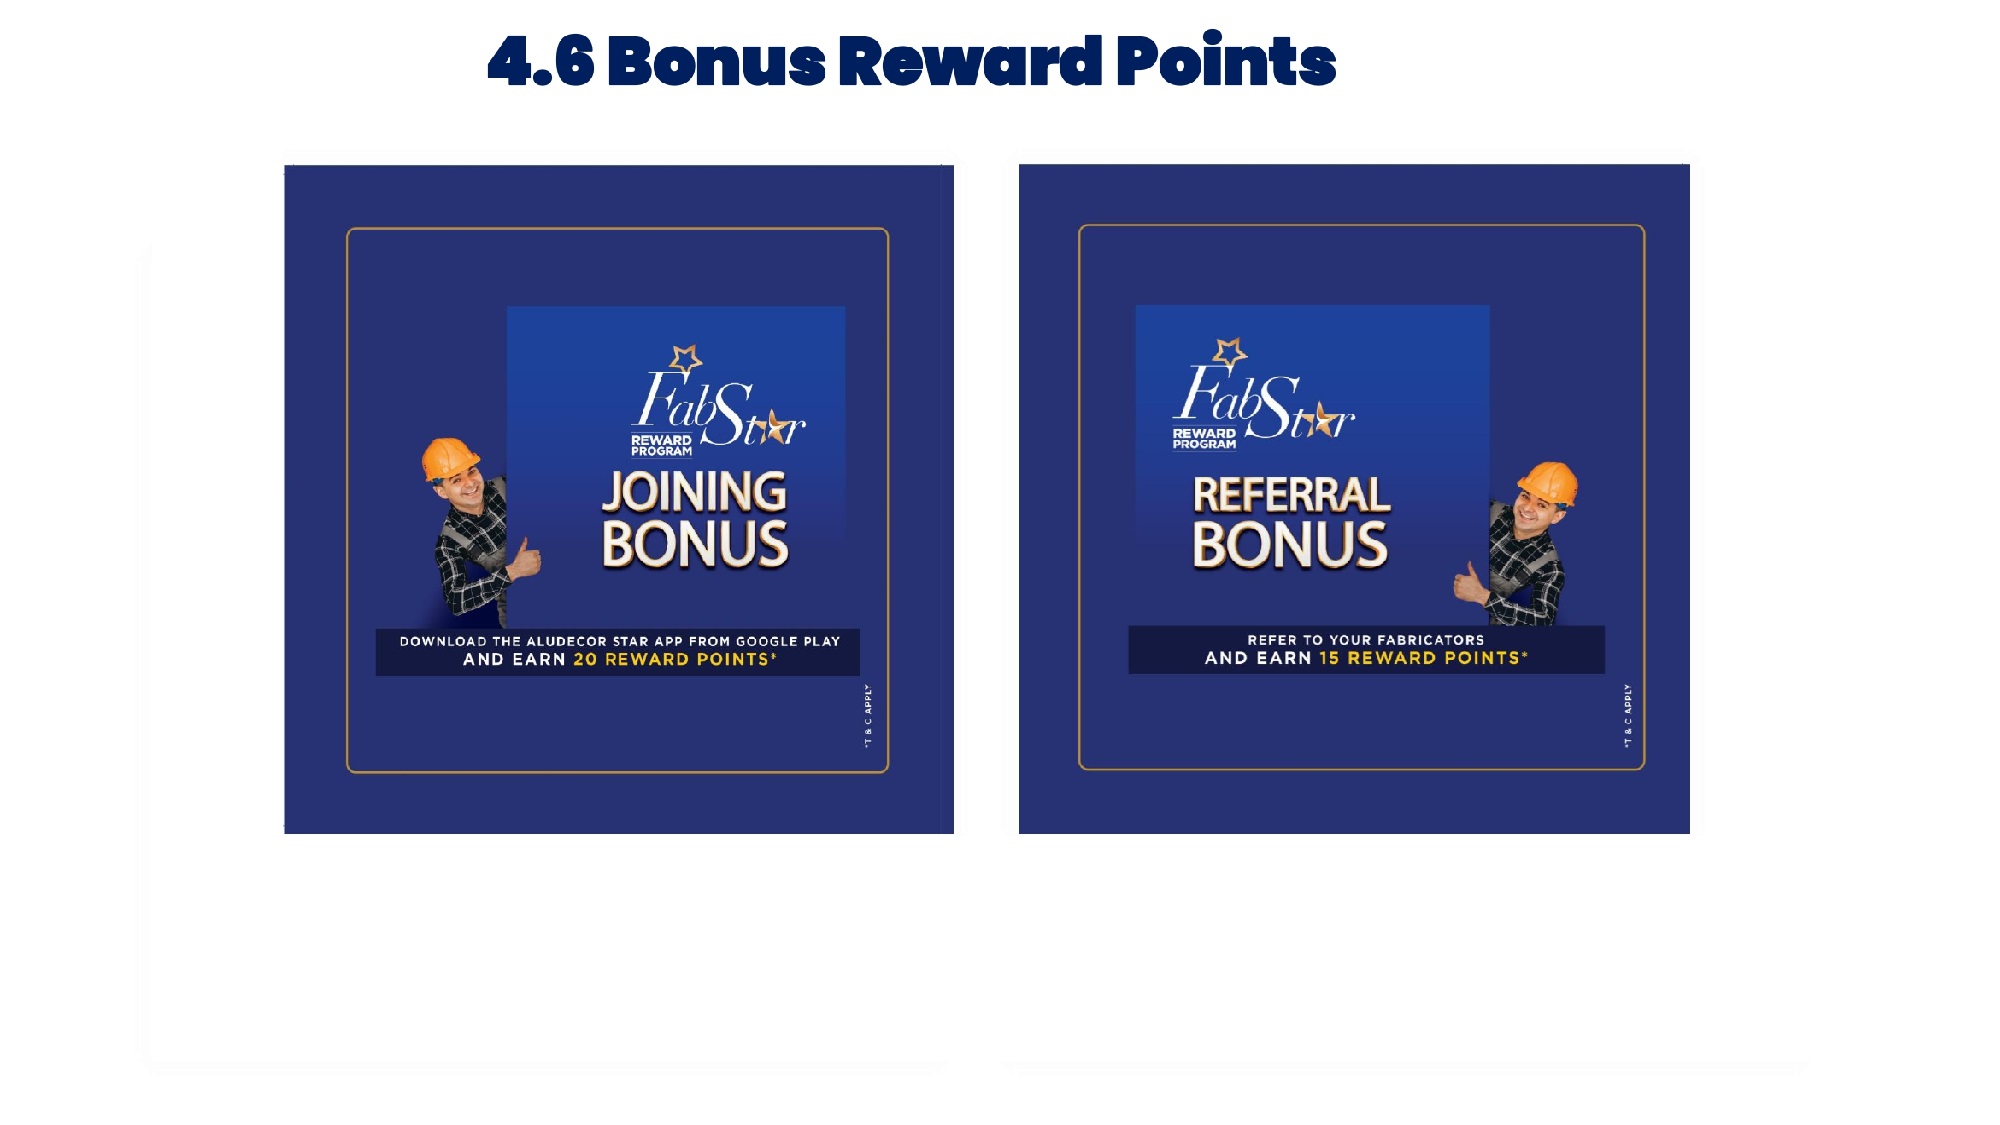 4.6 Bonus Reward Points
FabStar
REWARD
PROGRAM
JOINING
BONUS
DOWNLOAD THE ALUDECOR STAR APP FROM GOOGLE PLAY
AND EARN 20 REWARD POINTS*
*T & C APPLY
FabStar
REWARD
PROGRAM
REFERRAL
BONUS
REFER TO YOUR FABRICATORS
AND EARN 15 REWARD POINTS*
*T & C APPLY